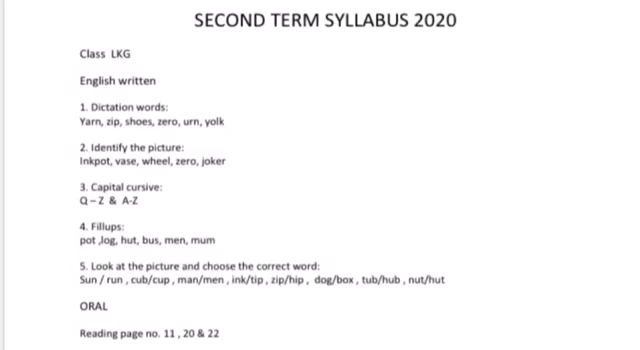 SECOND TERM SYLLABUS 2020
Class LKG
English written
1. Dictation words:
Yarn, zip, shoes, zero, urn, yolk
2. Identify the picture:
Inkpot, vase, wheel, zero, joker
3. Capital cursive:
Q – Z & A-Z
4. Fillups:
pot ,log, hut, bus, men, mum
5. Look at the picture and choose the correct word:
Sun / run , cub/cup , man/men , ink/tip , zip/hip , dog/box , tub/hub , nut/hut
ORAL
Reading page no. 11 , 20 & 22